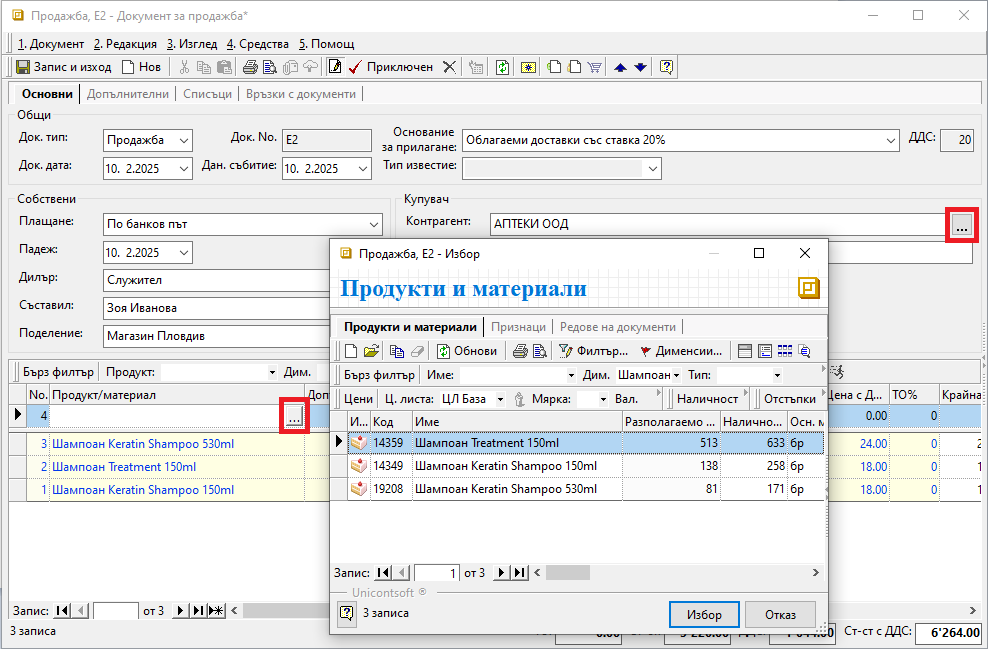 Продажба, E2 - Документ за продажба*
1. Документ 2. Редакция 3. Изглед 4. Средства 5. Помощ
Запис и изход Нов Приключен
Основни Допълнителни Списъци Връзки с документи
Общи
Док. тип: Продажба Док. No. E2 Основание за прилагане: Облагаеми доставки със ставка 20% ДДС: 20
Док. дата: 10. 2.2025 Дан. събитие: 10. 2.2025 Тип известие:
Собствени Купувач
Плащане: По банков път Контрагент: АПТЕКИ ООД ...
Падеж: 10. 2.2025
Дилър: Служител
Съставил: Зоя Иванова
Поделение: Магазин Пловдив
Бърз филтър Продукт: Дим.
No. Продукт/материал Доп Цена с Д... ТО% Крайна
4 ... 0.00 0
3 Шампоан Keratin Shampoo 530ml 24.00 0 2
2 Шампоан Treatment 150ml 18.00 0 1
1 Шампоан Keratin Shampoo 150ml 18.00 0 1
Запис: от 3
3 записа Ст-ст с ДДС: 6'264.00
Продажба, E2 - Избор
Продукти и материали
Продукти и материали Признаци Редове на документи
Обнови Филтър... Дименсии...
Бърз филтър Име: Дим. Шампоан Тип:
Цени Ц. листа: ЦЛ База Мярка: Вал. Наличност Отстъпки
И... Код Име Разполагаемо ... Налично... Осн. м
14359 Шампоан Treatment 150ml 513 633 бр
14349 Шампоан Keratin Shampoo 150ml 138 258 бр
19208 Шампоан Keratin Shampoo 530ml 81 171 бр
Запис: 1 от 3
Unicontsoft ®
3 записа Избор Отказ